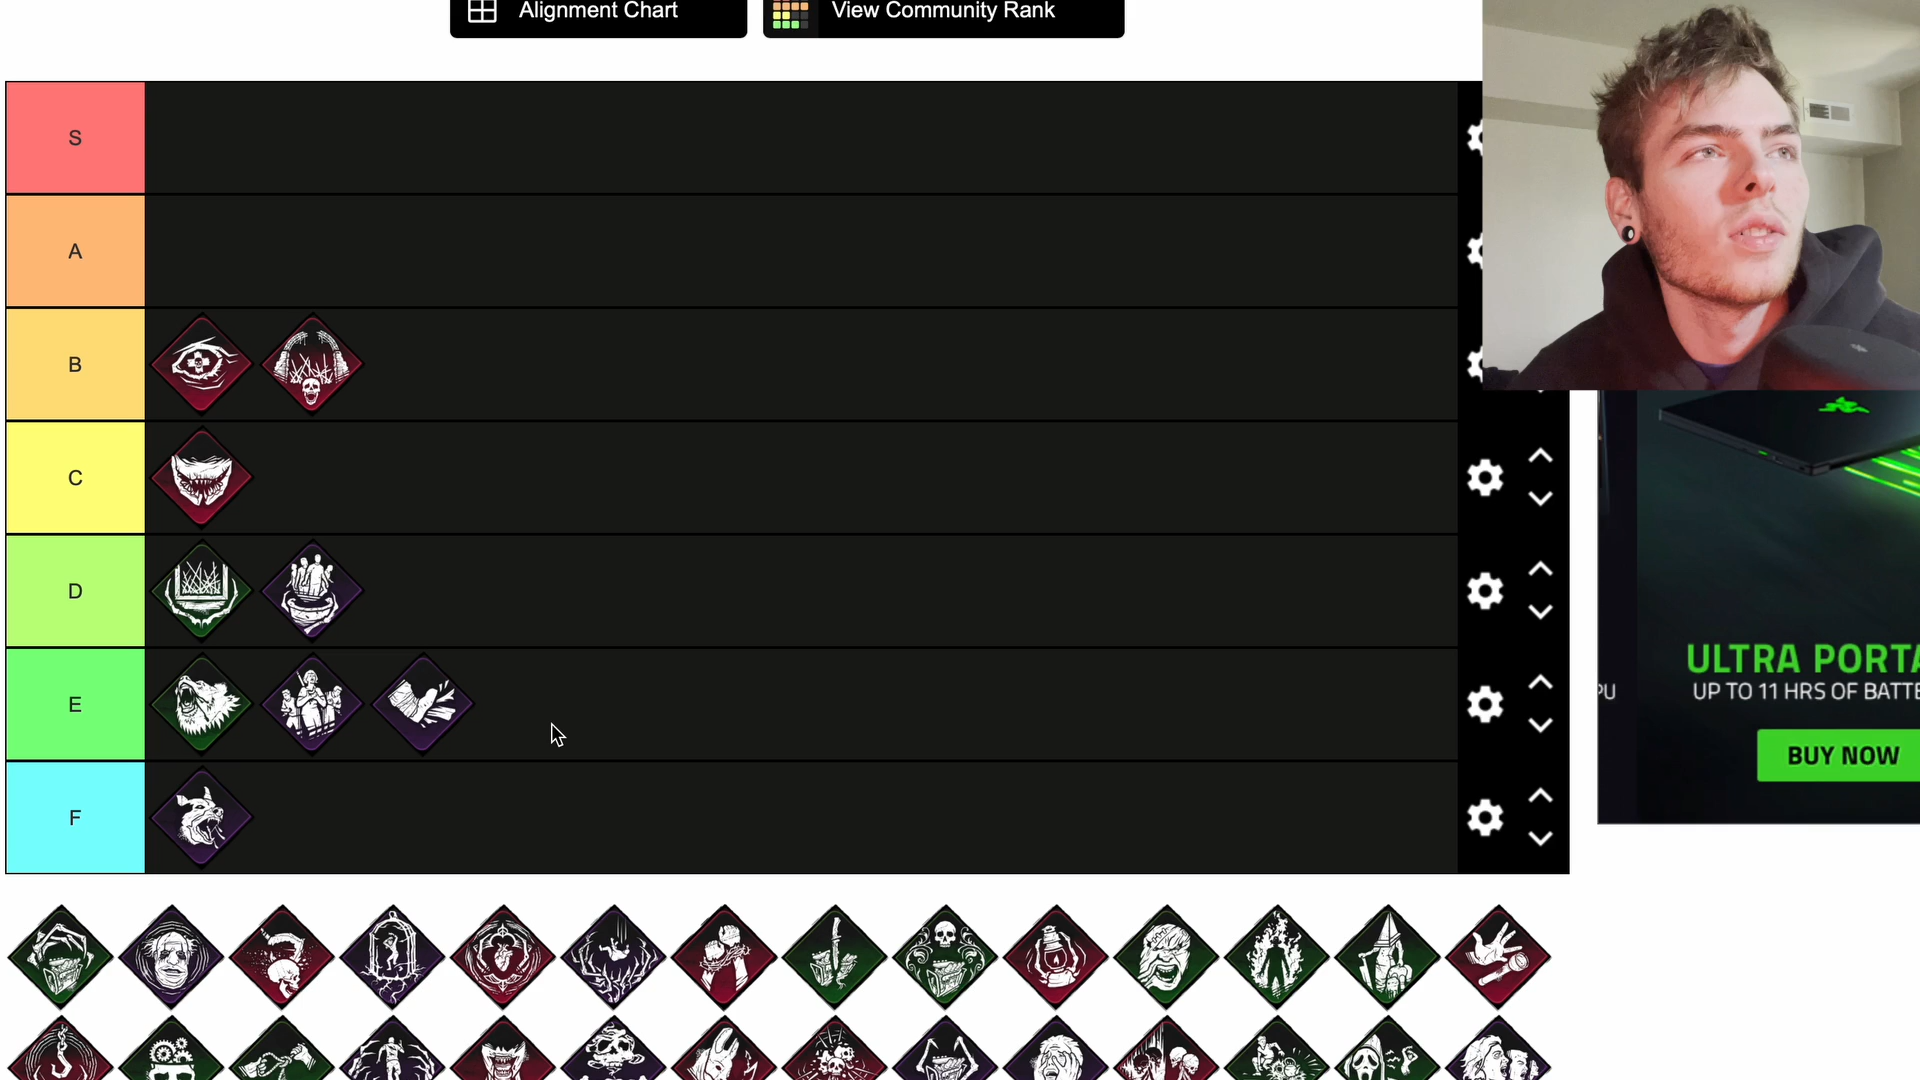 Alignment Chart
View Community Rank
S
A
B
C
D
E
F
ULTRA PORTA
PU
UP TO 11 HRS OF BATTE
BUY NOW